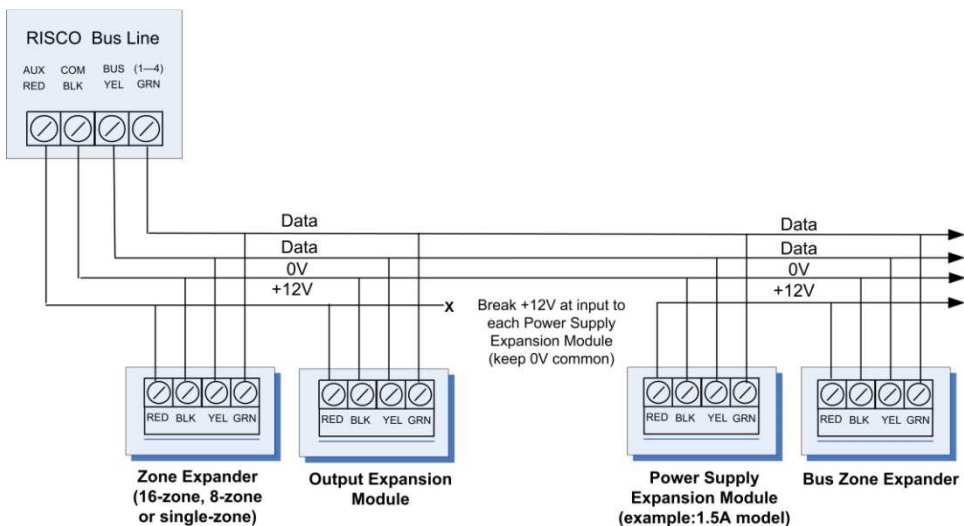 RISCO Bus Line
AUX COM BUS (1—4)
RED BLK YEL GRN
Data Data
Data Data
0V 0V
+12V +12V
X
Break +12V at input to
each Power Supply
Expansion Module
(keep 0V common)
RED BLK YEL GRN
RED BLK YEL GRN
RED BLK YEL GRN
RED BLK YEL GRN
Zone Expander
(16-zone, 8-zone
or single-zone)
Output Expansion
Module
Power Supply
Expansion Module
(example:1.5A model)
Bus Zone Expander